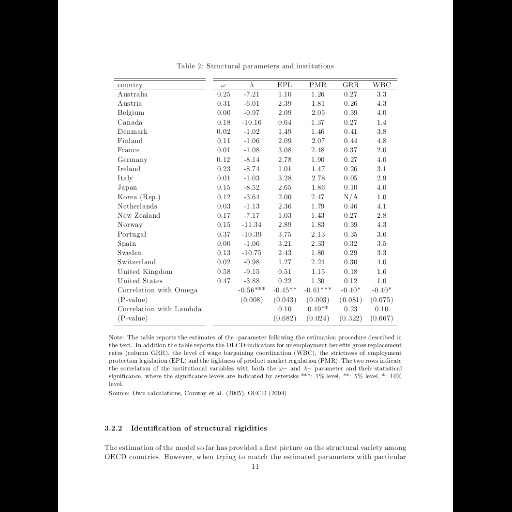 Table 2: Structural parameters and institutions
country ω λ EPL PMR GRR WBC
Australia 0.25 -7.21 1.10 1.26 0.27 3.3
Austria 0.31 -6.01 2.39 1.81 0.26 4.3
Belgium 0.00 -0.97 2.09 2.05 0.39 4.0
Canada 0.18 -10.16 0.64 1.37 0.27 1.4
Denmark 0.02 -1.02 1.49 1.46 0.41 3.8
Finland 0.11 -1.06 2.09 2.07 0.44 4.8
France 0.01 -1.08 3.08 2.48 0.37 2.0
Germany 0.12 -8.14 2.78 1.90 0.27 4.0
Ireland 0.23 -8.74 1.01 1.47 0.26 3.1
Italy 0.01 -1.03 3.28 2.78 0.05 2.9
Japan 0.15 -8.52 2.65 1.86 0.10 4.0
Korea (Rep.) 0.12 -3.64 2.00 2.47 N/A 1.0
Netherlands 0.03 -1.13 2.36 1.79 0.46 4.1
New Zealand 0.17 -7.17 1.03 1.43 0.27 2.8
Norway 0.15 -11.34 2.89 1.83 0.39 4.3
Portugal 0.37 -10.39 3.75 2.13 0.35 3.6
Spain 0.00 -1.06 3.21 2.33 0.32 3.5
Sweden 0.13 -10.75 2.43 1.80 0.29 3.3
Switzerland 0.02 -0.98 1.27 2.24 0.30 4.0
United Kingdom 0.58 -9.15 0.51 1.15 0.18 1.6
United States 0.47 -3.88 0.22 1.30 0.12 1.0
Correlation with Omega -0.56*** -0.45** -0.61*** -0.40* -0.40*
(P-value) (0.008) (0.043) (0.003) (0.081) (0.075)
Correlation with Lambda 0.10 0.49** 0.23 0.10
(P-value) (0.682) (0.024) (0.322) (0.667)
Note: The table reports the estimates of the -parameter following the estimation procedure described in
the text. In addition the table reports the OECD indicators for unemployment benefits gross replacement
rates (column GRR), the level of wage bargaining coordination (WBC), the strictness of employment
protection legislation (EPL) and the tightness of product market regulation (PMR). The two rows indicate
the correlation of the institutional variables with both the ω− and λ− parameter and their statistical
significance, where the significance levels are indicated by asterisks ***: 1% level, **: 5% level, *: 10%
level.
Source: Own calculations, Conway et al. (2005), OECD (2004)
3.2.2 Identification of structural rigidities
The estimation of the model so far has provided a first picture on the structural variety among
OECD countries. However, when trying to match the estimated parameters with particular
11